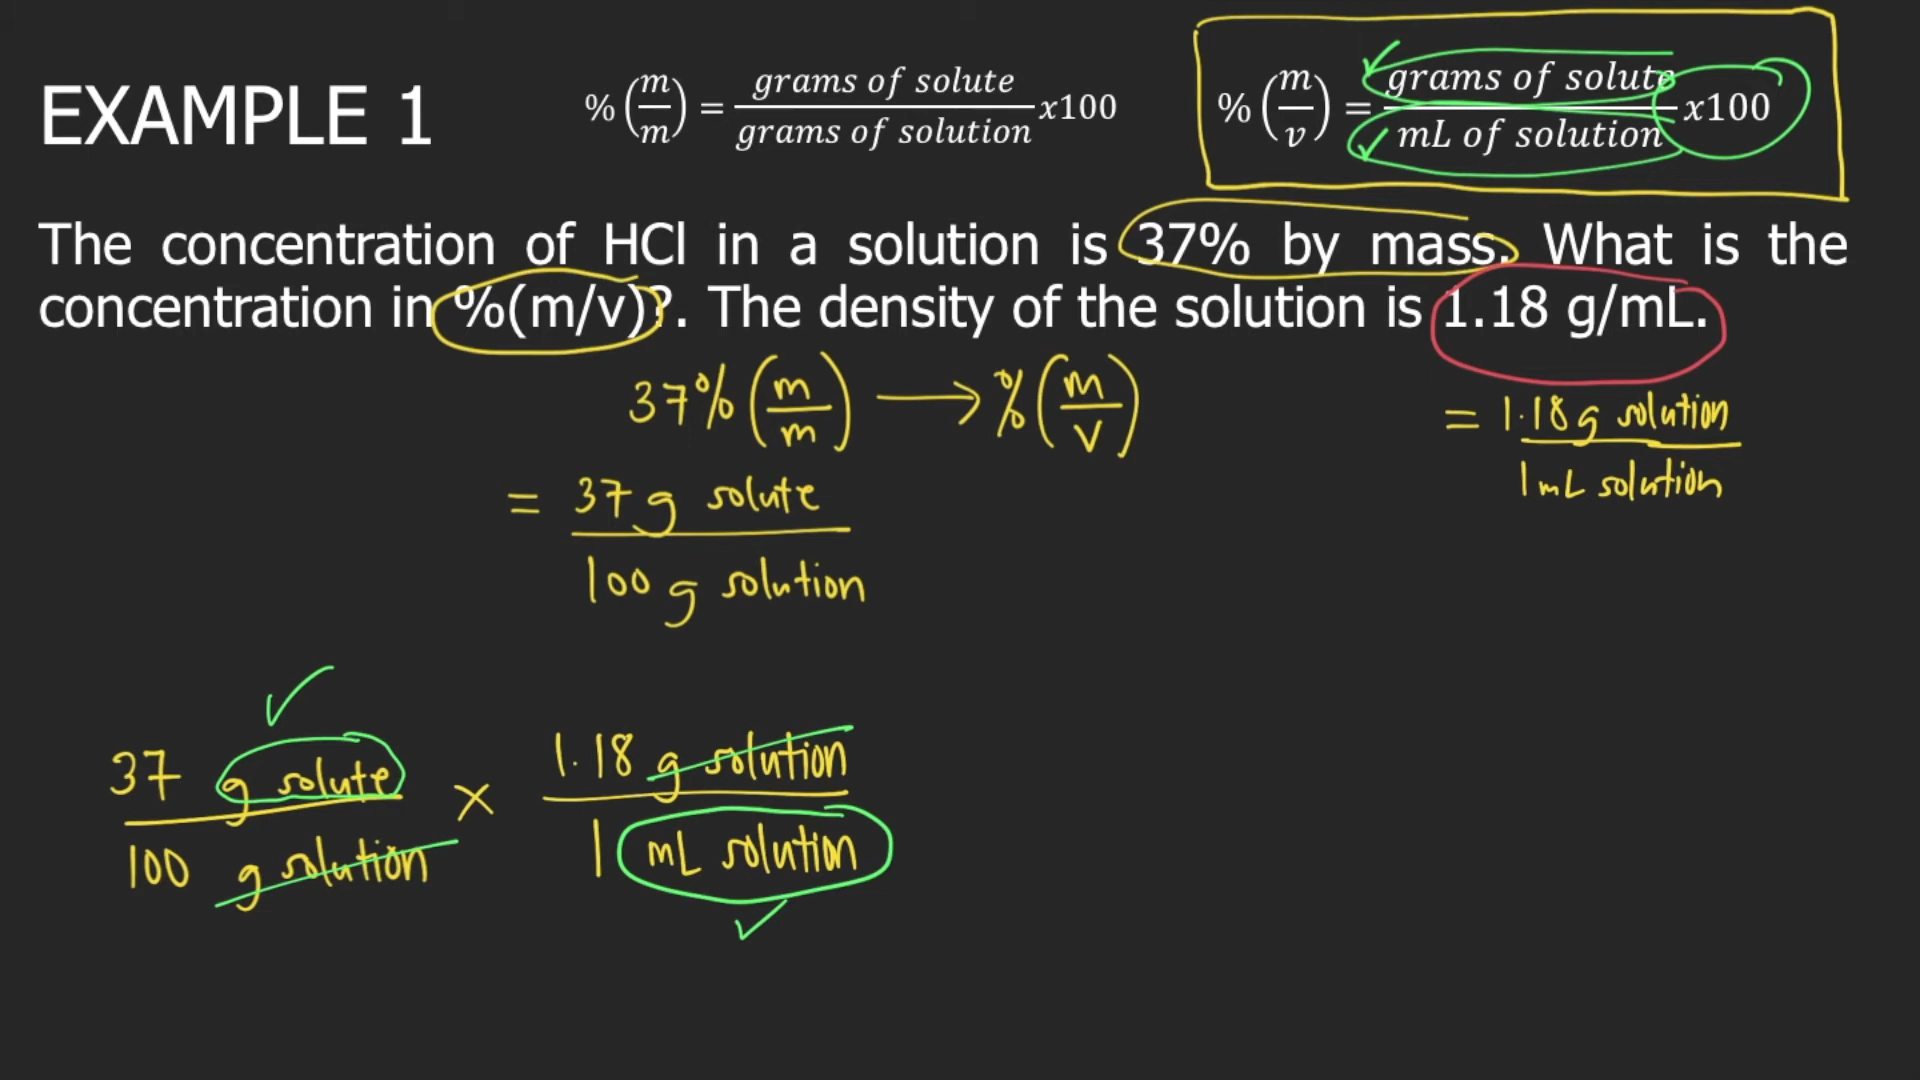 EXAMPLE 1
% (m/m) = grams of solute / grams of solution x100
% (m/v) = grams of solute / mL of solution x100
The concentration of HCl in a solution is 37% by mass. What is the
concentration in %(m/v)?. The density of the solution is 1.18 g/mL.
37% (m/m) → % (m/v)
= 1.18 g solution / 1 mL solution
= 37 g solute / 100 g solution
37 g solute / 100 g solution × 1.18 g solution / 1 mL solution